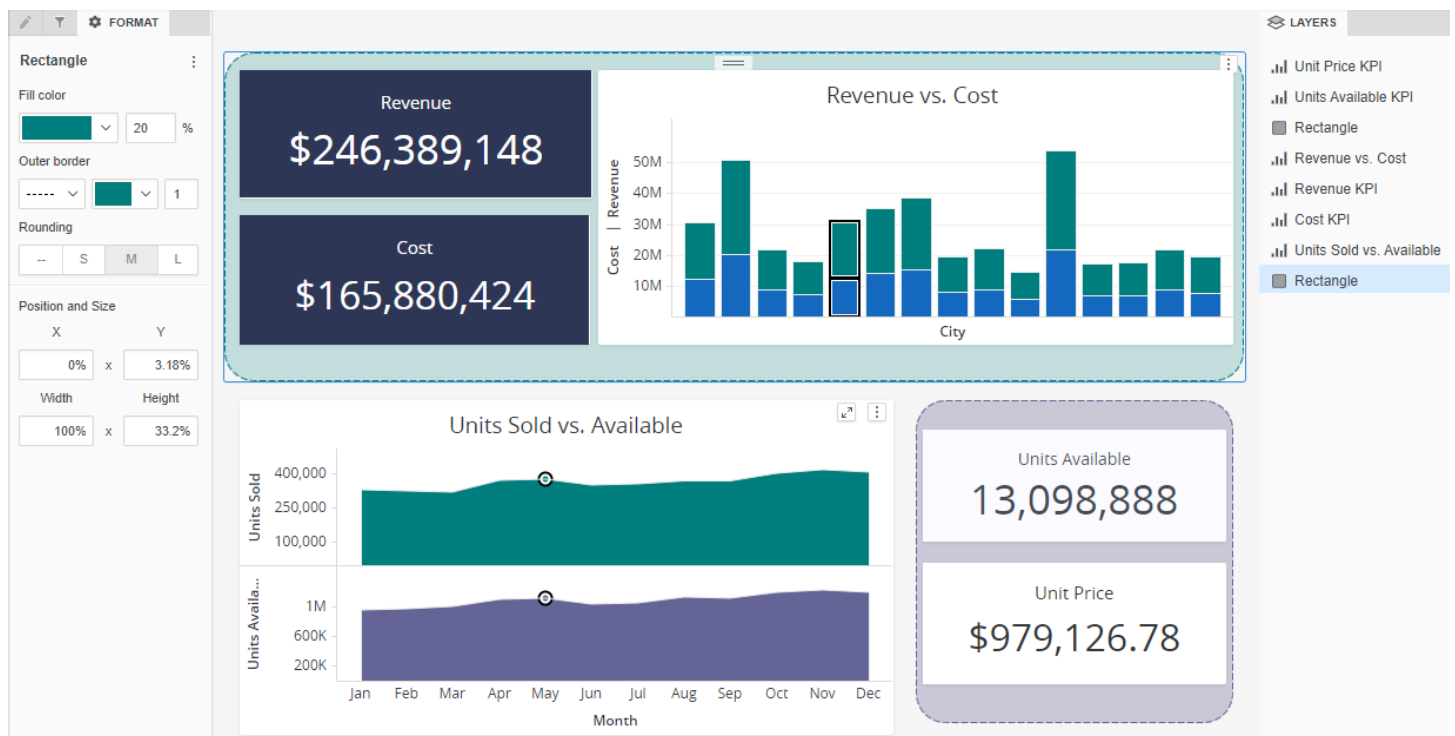 FORMAT
Rectangle
Fill color
20 %
Outer border
1
Rounding
-- S M L
Position and Size
X Y
0% x 3.18%
Width Height
100% x 33.2%
Revenue
$246,389,148
Cost
$165,880,424
Revenue vs. Cost
Cost | Revenue
50M
40M
30M
20M
10M
City
Units Sold vs. Available
Units Sold
400,000
250,000
100,000
Units Availa...
1M
600K
200K
Jan Feb Mar Apr May Jun Jul Aug Sep Oct Nov Dec
Month
Units Available
13,098,888
Unit Price
$979,126.78
LAYERS
Unit Price KPI
Units Available KPI
Rectangle
Revenue vs. Cost
Revenue KPI
Cost KPI
Units Sold vs. Available
Rectangle